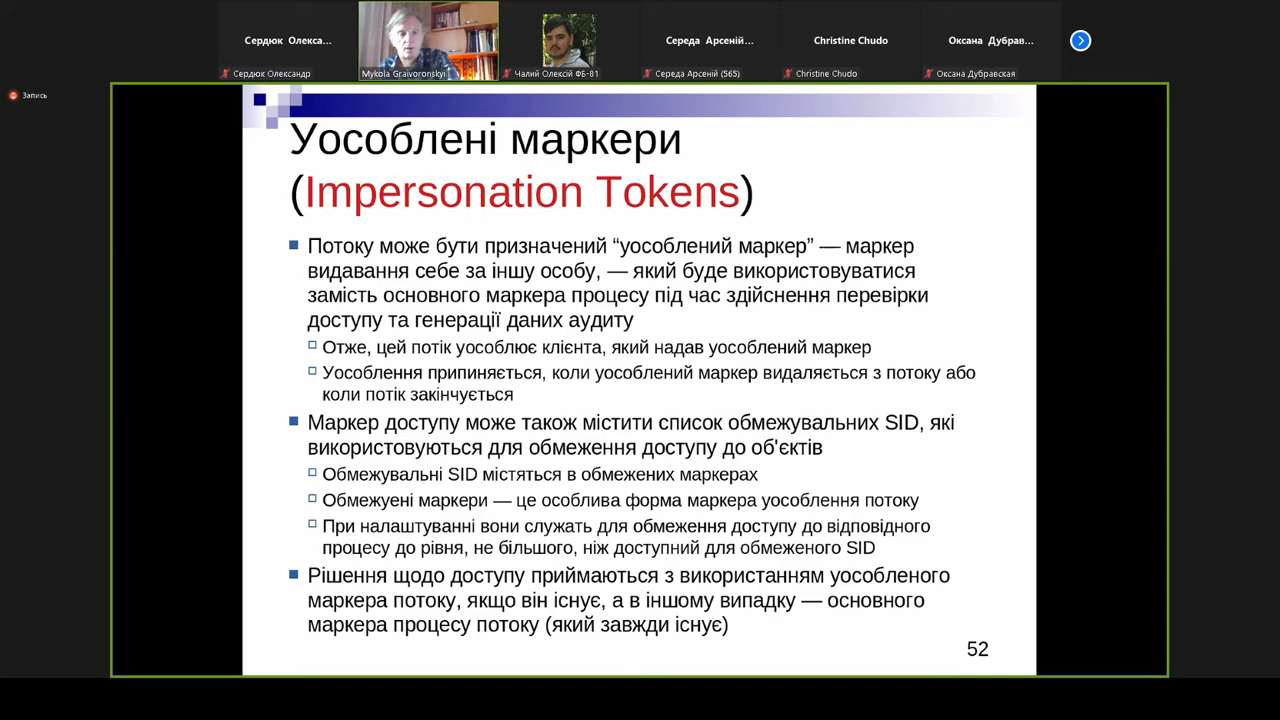 Сердюк Олекса...
Середа Арсеній...
Christine Chudo
Оксана Дубрав...
Сердюк Олександр
Mykola Graivoronskyi
Чалий Олексій ФБ-81
Середа Арсеній (565)
Christine Chudo
Оксана Дубравская
Запись
Уособлені маркери
(Impersonation Tokens)
Потоку може бути призначений “уособлений маркер” — маркер
видавання себе за іншу особу, — який буде використовуватися
замість основного маркера процесу під час здійснення перевірки
доступу та генерації даних аудиту
Отже, цей потік уособлює клієнта, який надав уособлений маркер
Уособлення припиняється, коли уособлений маркер видаляється з потоку або
коли потік закінчується
Маркер доступу може також містити список обмежувальних SID, які
використовуються для обмеження доступу до об'єктів
Обмежувальні SID містяться в обмежених маркерах
Обмежуені маркери — це особлива форма маркера уособлення потоку
При налаштуванні вони служать для обмеження доступу до відповідного
процесу до рівня, не більшого, ніж доступний для обмеженого SID
Рішення щодо доступу приймаються з використанням уособленого
маркера потоку, якщо він існує, а в іншому випадку — основного
маркера процесу потоку (який завжди існує)
52